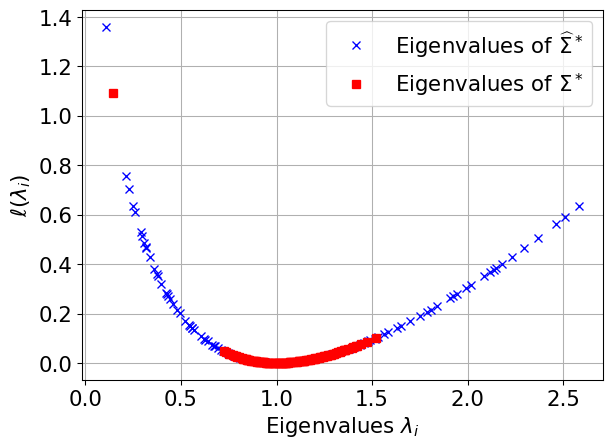 1.4
1.2
1.0
0.8
0.6
0.4
0.2
0.0
ℓ(λᵢ)
Eigenvalues of Σ̂*
Eigenvalues of Σ*
0.0 0.5 1.0 1.5 2.0 2.5
Eigenvalues λᵢ